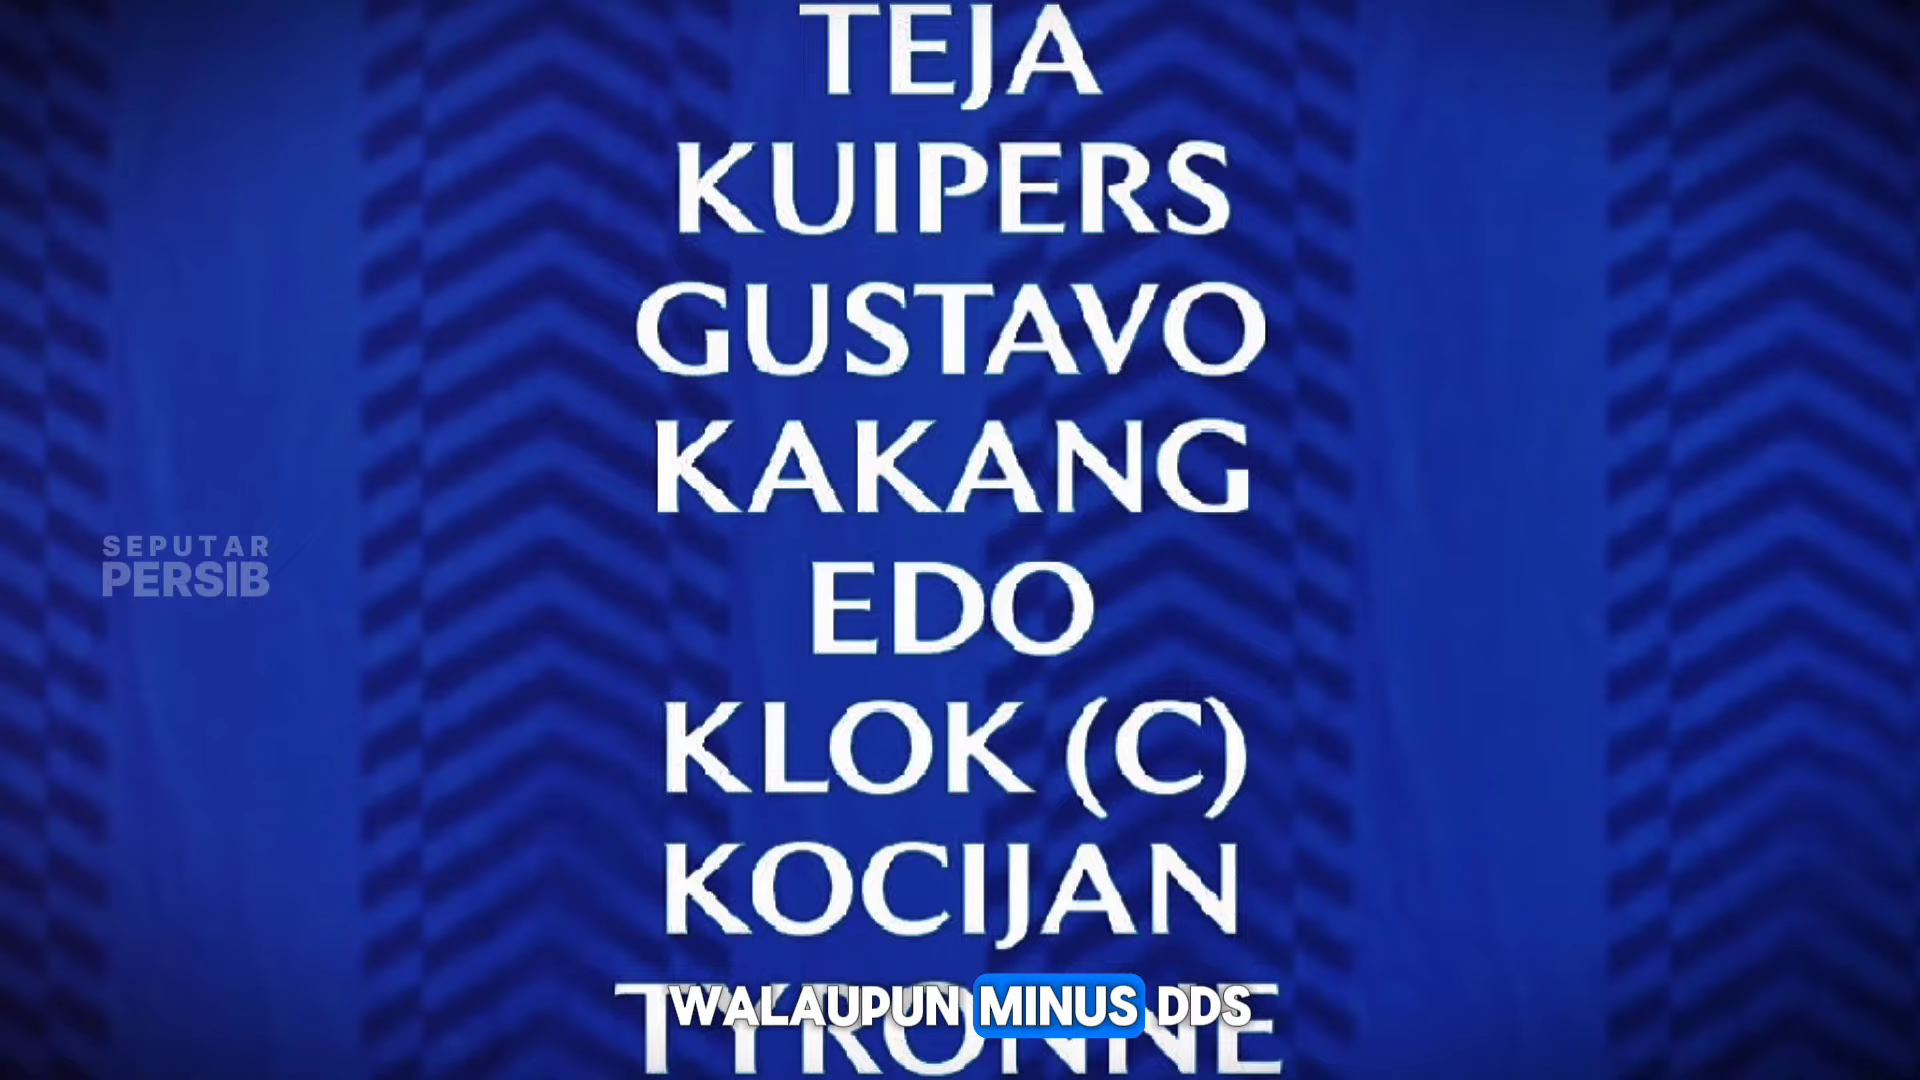 TEJA
KUIPERS
GUSTAVO
KAKANG
EDO
SEPUTAR
PERSIB
KLOK (C)
KOCIJAN
TYRONNE
WALAUPUN MINUS DDS